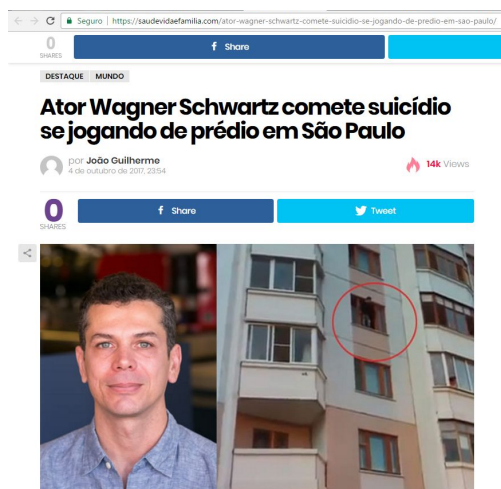 Seguro | https://saudevidaefamilia.com/ator-wagner-schwartz-comete-suicidio-se-jogando-de-predio-em-sao-paulo/
0
SHARES
f Share
DESTAQUE MUNDO
Ator Wagner Schwartz comete suicídio
se jogando de prédio em São Paulo
por João Guilherme
4 de outubro de 2017, 23:54
14k Views
0
SHARES
f Share
Tweet